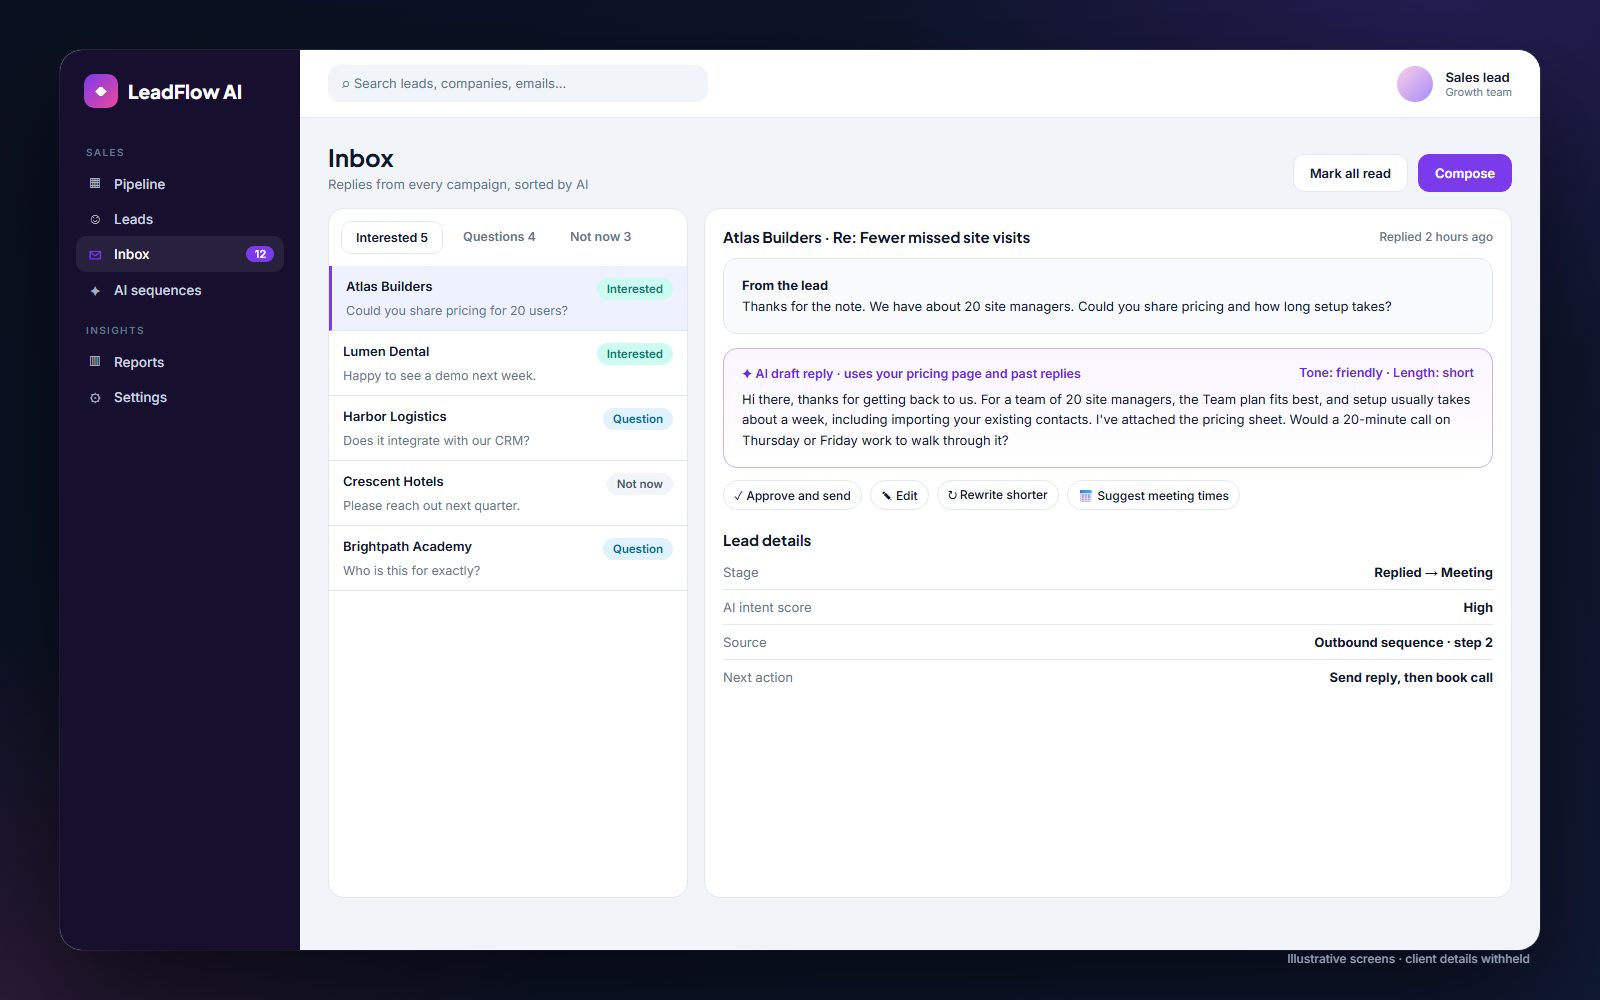 LeadFlow AI
Search leads, companies, emails...
Sales lead
Growth team
SALES
Pipeline
Leads
Inbox 12
AI sequences
INSIGHTS
Reports
Settings
Inbox
Replies from every campaign, sorted by AI
Mark all read
Compose
Interested 5 Questions 4 Not now 3
Atlas Builders Interested
Could you share pricing for 20 users?
Lumen Dental Interested
Happy to see a demo next week.
Harbor Logistics Question
Does it integrate with our CRM?
Crescent Hotels Not now
Please reach out next quarter.
Brightpath Academy Question
Who is this for exactly?
Atlas Builders · Re: Fewer missed site visits Replied 2 hours ago
From the lead
Thanks for the note. We have about 20 site managers. Could you share pricing and how long setup takes?
✦ AI draft reply · uses your pricing page and past replies Tone: friendly · Length: short
Hi there, thanks for getting back to us. For a team of 20 site managers, the Team plan fits best, and setup usually takes
about a week, including importing your existing contacts. I've attached the pricing sheet. Would a 20-minute call on
Thursday or Friday work to walk through it?
✓ Approve and send ✎ Edit ↻ Rewrite shorter Suggest meeting times
Lead details
Stage Replied → Meeting
AI intent score High
Source Outbound sequence · step 2
Next action Send reply, then book call
Illustrative screens · client details withheld